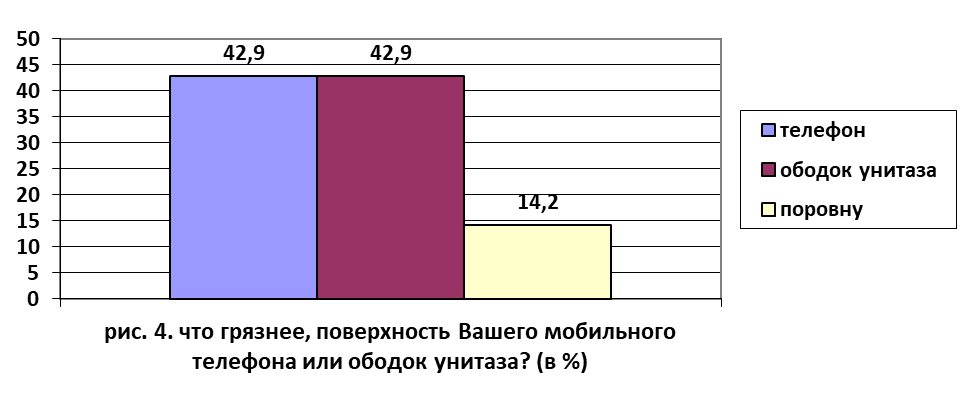 50
45
40
35
30
25
20
15
10
5
0
42,9
42,9
14,2
телефон
ободок унитаза
поровну
рис. 4. что грязнее, поверхность Вашего мобильного
телефона или ободок унитаза? (в %)